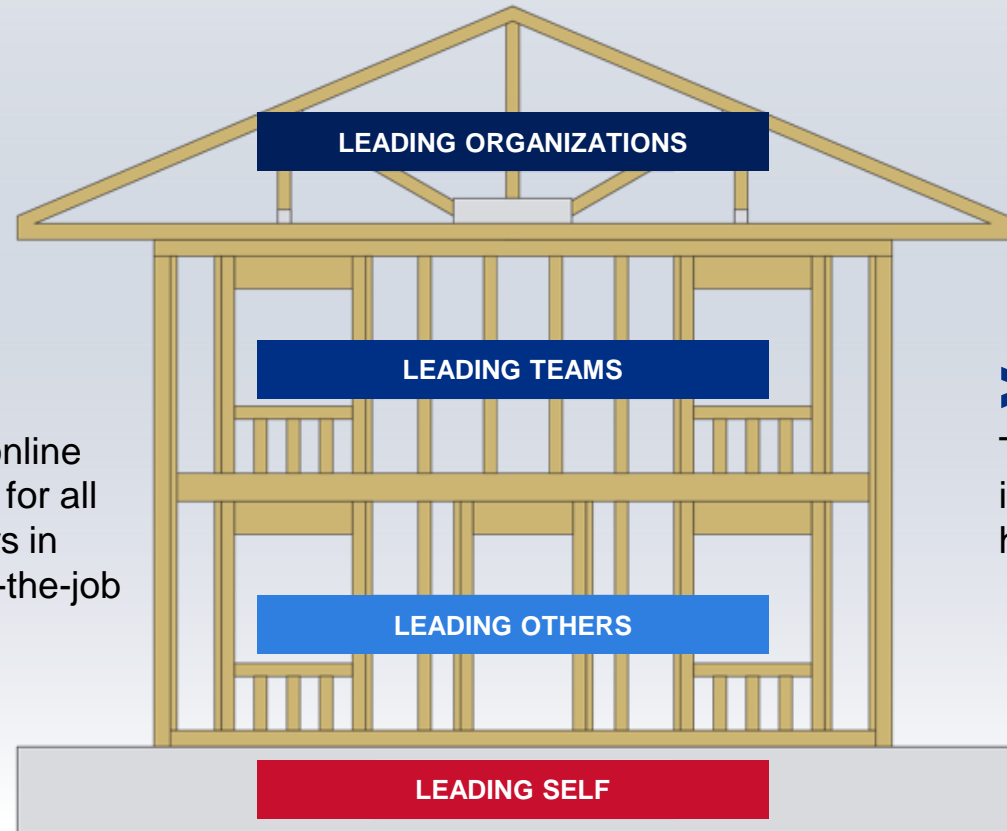 LEADING ORGANIZATIONS
LEADING TEAMS
online
for all
in
-the-job
LEADING OTHERS
LEADING SELF